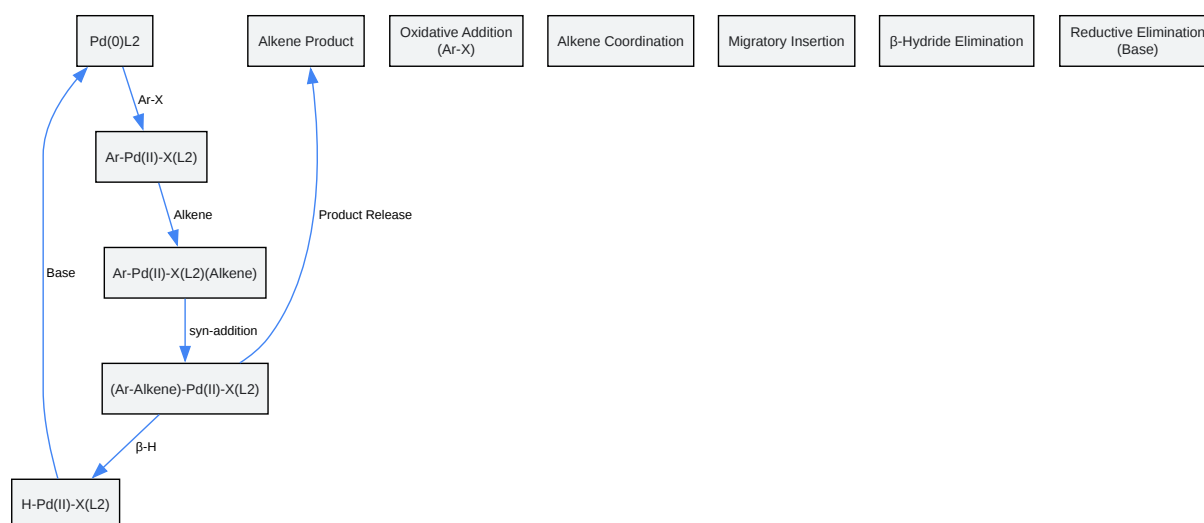 Pd(0)L2
Alkene Product
Oxidative Addition
(Ar-X)
Alkene Coordination
Migratory Insertion
β-Hydride Elimination
Reductive Elimination
(Base)
Ar-X
Ar-Pd(II)-X(L2)
Alkene
Product Release
Ar-Pd(II)-X(L2)(Alkene)
Base
syn-addition
(Ar-Alkene)-Pd(II)-X(L2)
β-H
H-Pd(II)-X(L2)